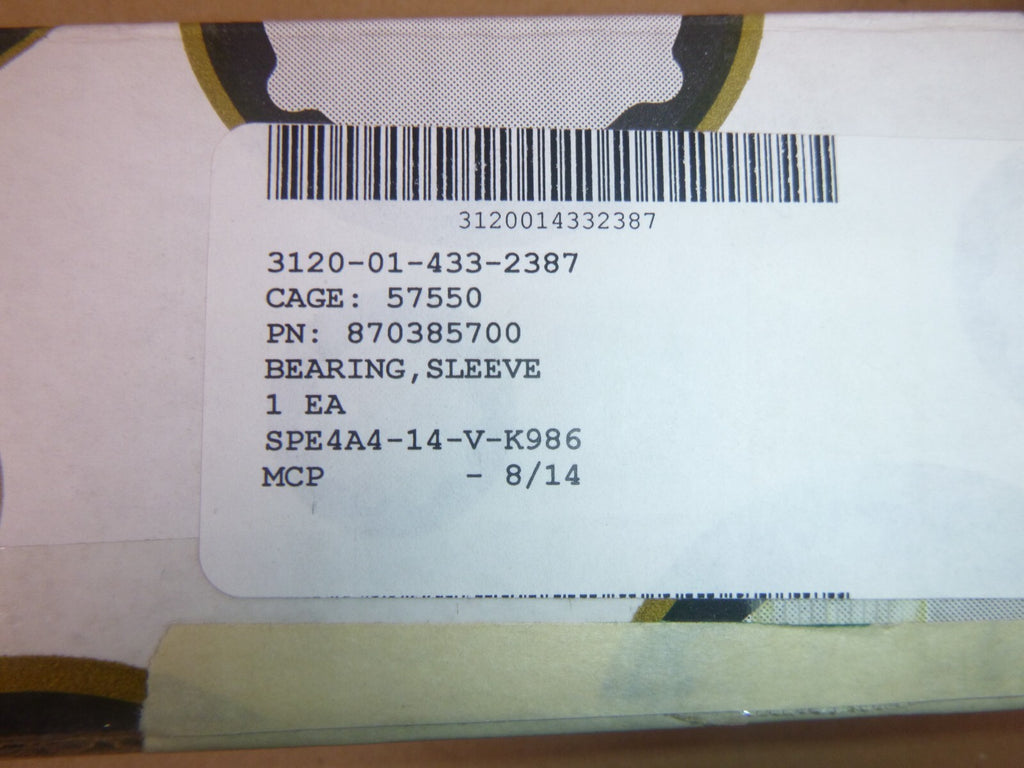 3120014332387
3120-01-433-2387
CAGE: 57550
PN: 870385700
BEARING,SLEEVE
1 EA
SPE4A4-14-V-K986
MCP - 8/14